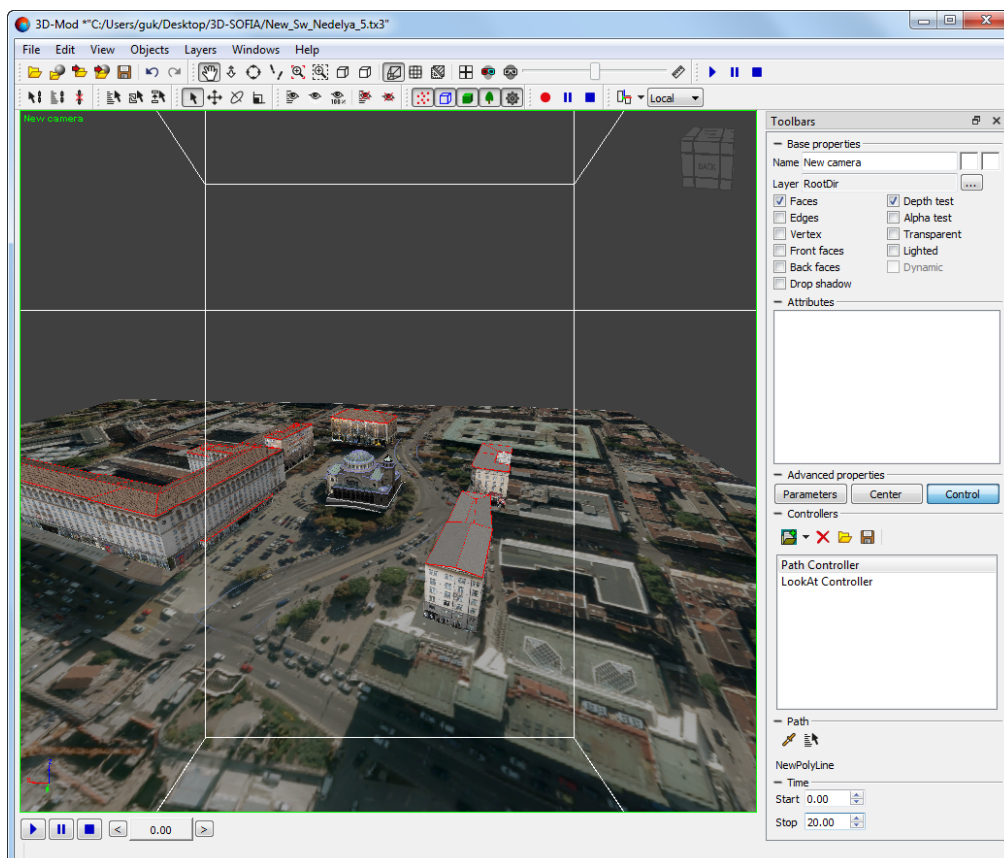 3D-Mod *"C:/Users/guk/Desktop/3D-SOFIA/New_Sw_Nedelya_5.tx3"
File Edit View Objects Layers Windows Help
100%
Local
New camera
BACK
Toolbars
Base properties
Name New camera
Layer RootDir ...
Faces Depth test
Edges Alpha test
Vertex Transparent
Front faces Lighted
Back faces Dynamic
Drop shadow
Attributes
Advanced properties
Parameters Center Control
Controllers
Path Controller
LookAt Controller
Path
NewPolyLine
Time
Start 0.00
Stop 20.00
< 0.00 >